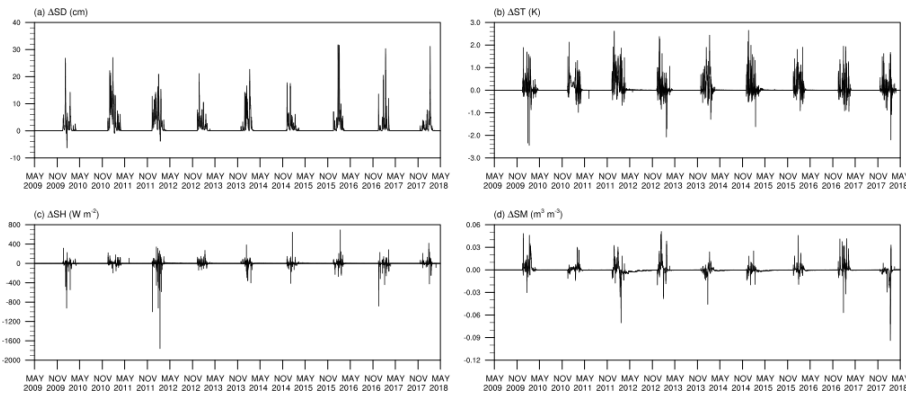 (a) ΔSD (cm)
40
30
20
10
0
-10
MAY NOV MAY NOV MAY NOV MAY NOV MAY NOV MAY NOV MAY NOV MAY NOV MAY NOV MAY
2009 2009 2010 2010 2011 2011 2012 2012 2013 2013 2014 2014 2015 2015 2016 2016 2017 2017 2018
(b) ΔST (K)
3.0
2.0
1.0
0.0
-1.0
-2.0
-3.0
MAY NOV MAY NOV MAY NOV MAY NOV MAY NOV MAY NOV MAY NOV MAY NOV MAY NOV MAY
2009 2009 2010 2010 2011 2011 2012 2012 2013 2013 2014 2014 2015 2015 2016 2016 2017 2017 2018
(c) ΔSH (W m⁻²)
800
400
0
-400
-800
-1200
-1600
-2000
MAY NOV MAY NOV MAY NOV MAY NOV MAY NOV MAY NOV MAY NOV MAY NOV MAY NOV MAY
2009 2009 2010 2010 2011 2011 2012 2012 2013 2013 2014 2014 2015 2015 2016 2016 2017 2017 2018
(d) ΔSM (m³ m⁻³)
0.06
0.03
0.00
-0.03
-0.06
-0.09
-0.12
MAY NOV MAY NOV MAY NOV MAY NOV MAY NOV MAY NOV MAY NOV MAY NOV MAY NOV MAY
2009 2009 2010 2010 2011 2011 2012 2012 2013 2013 2014 2014 2015 2015 2016 2016 2017 2017 2018